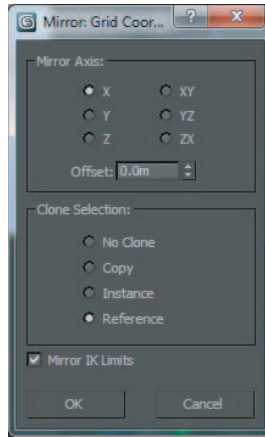 Mirror: Grid Coor...
Mirror Axis:
X XY
Y YZ
Z ZX
Offset: 0.0m
Clone Selection:
No Clone
Copy
Instance
Reference
Mirror IK Limits
OK Cancel